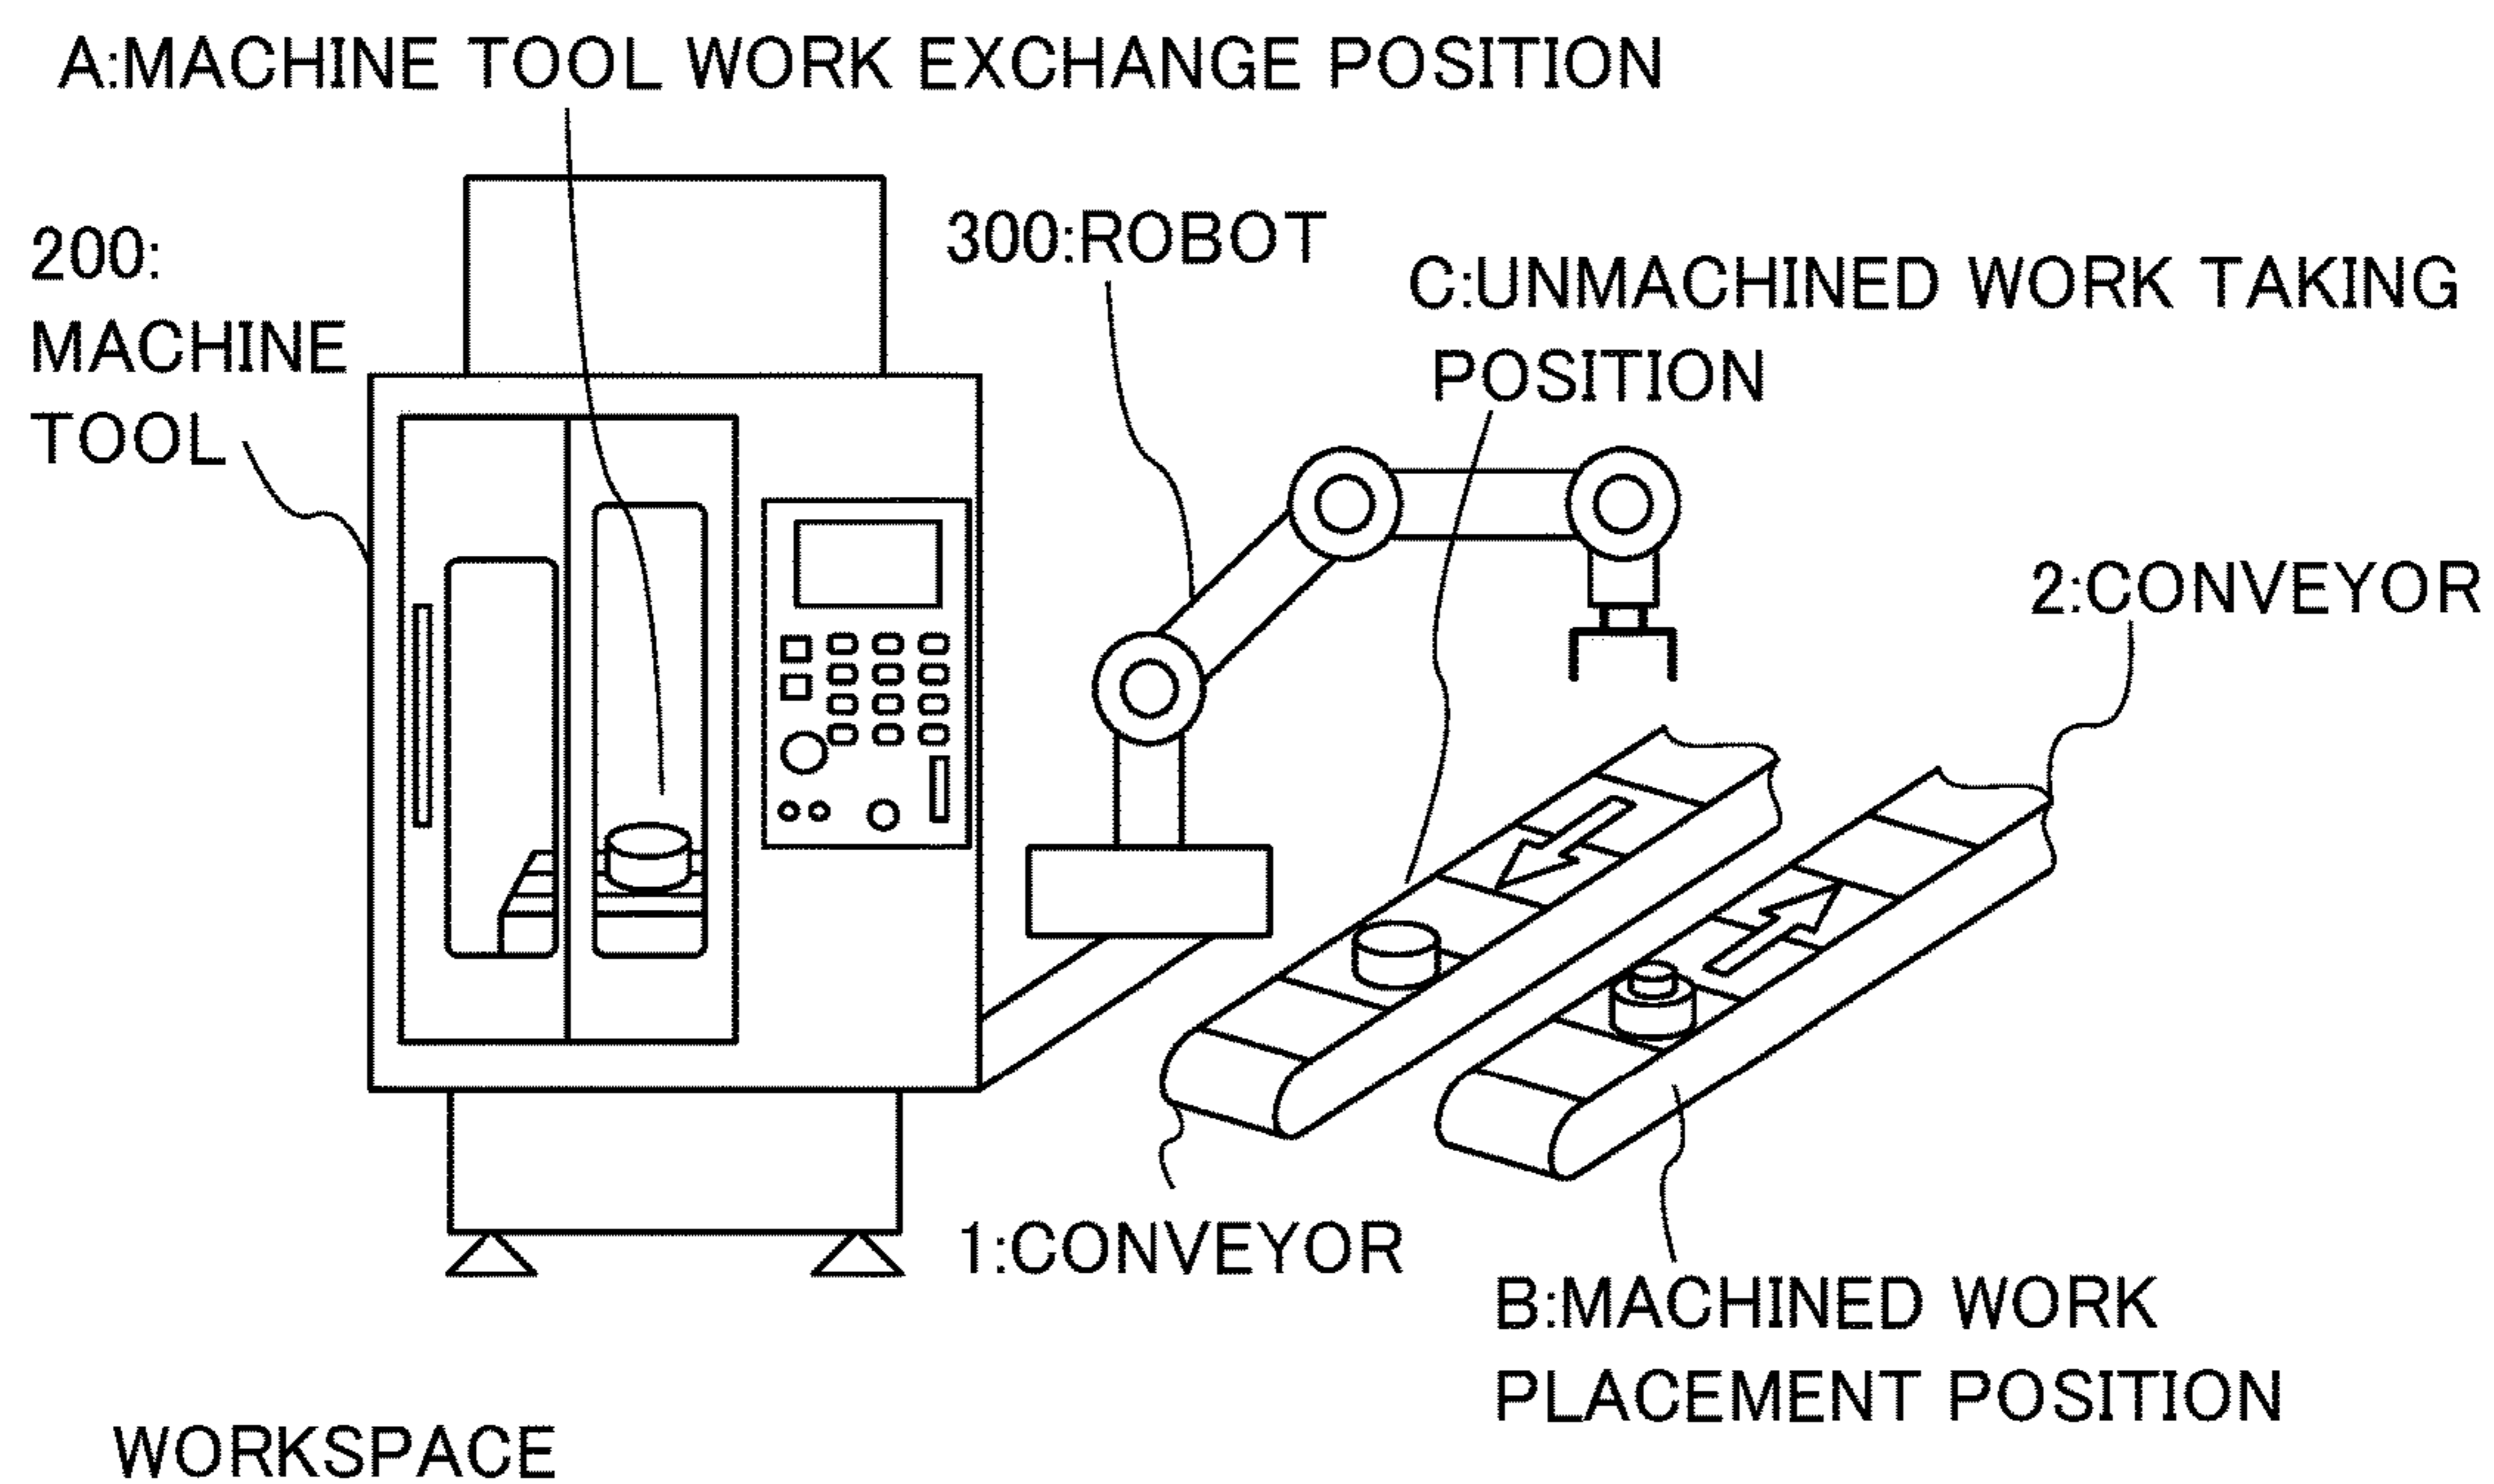 A:MACHINE TOOL WORK EXCHANGE POSITION
200:
MACHINE
TOOL
300:ROBOT
C:UNMACHINED WORK TAKING
POSITION
2:CONVEYOR
1:CONVEYOR
B:MACHINED WORK
PLACEMENT POSITION
WORKSPACE